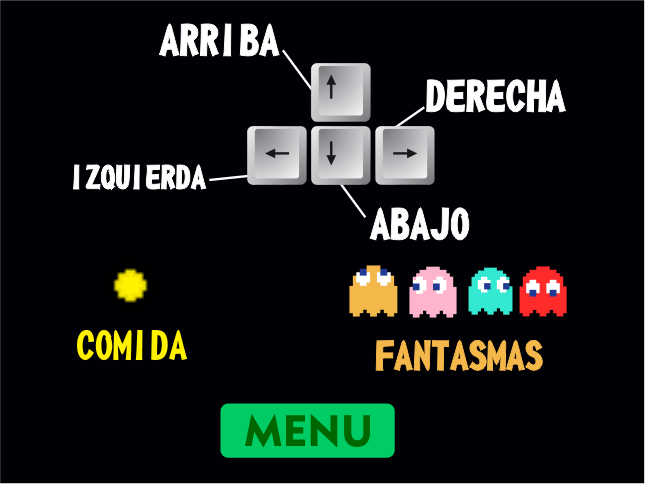 ARRIBA
DERECHA
IZQUIERDA
ABAJO
COMIDA
FANTASMAS
MENU